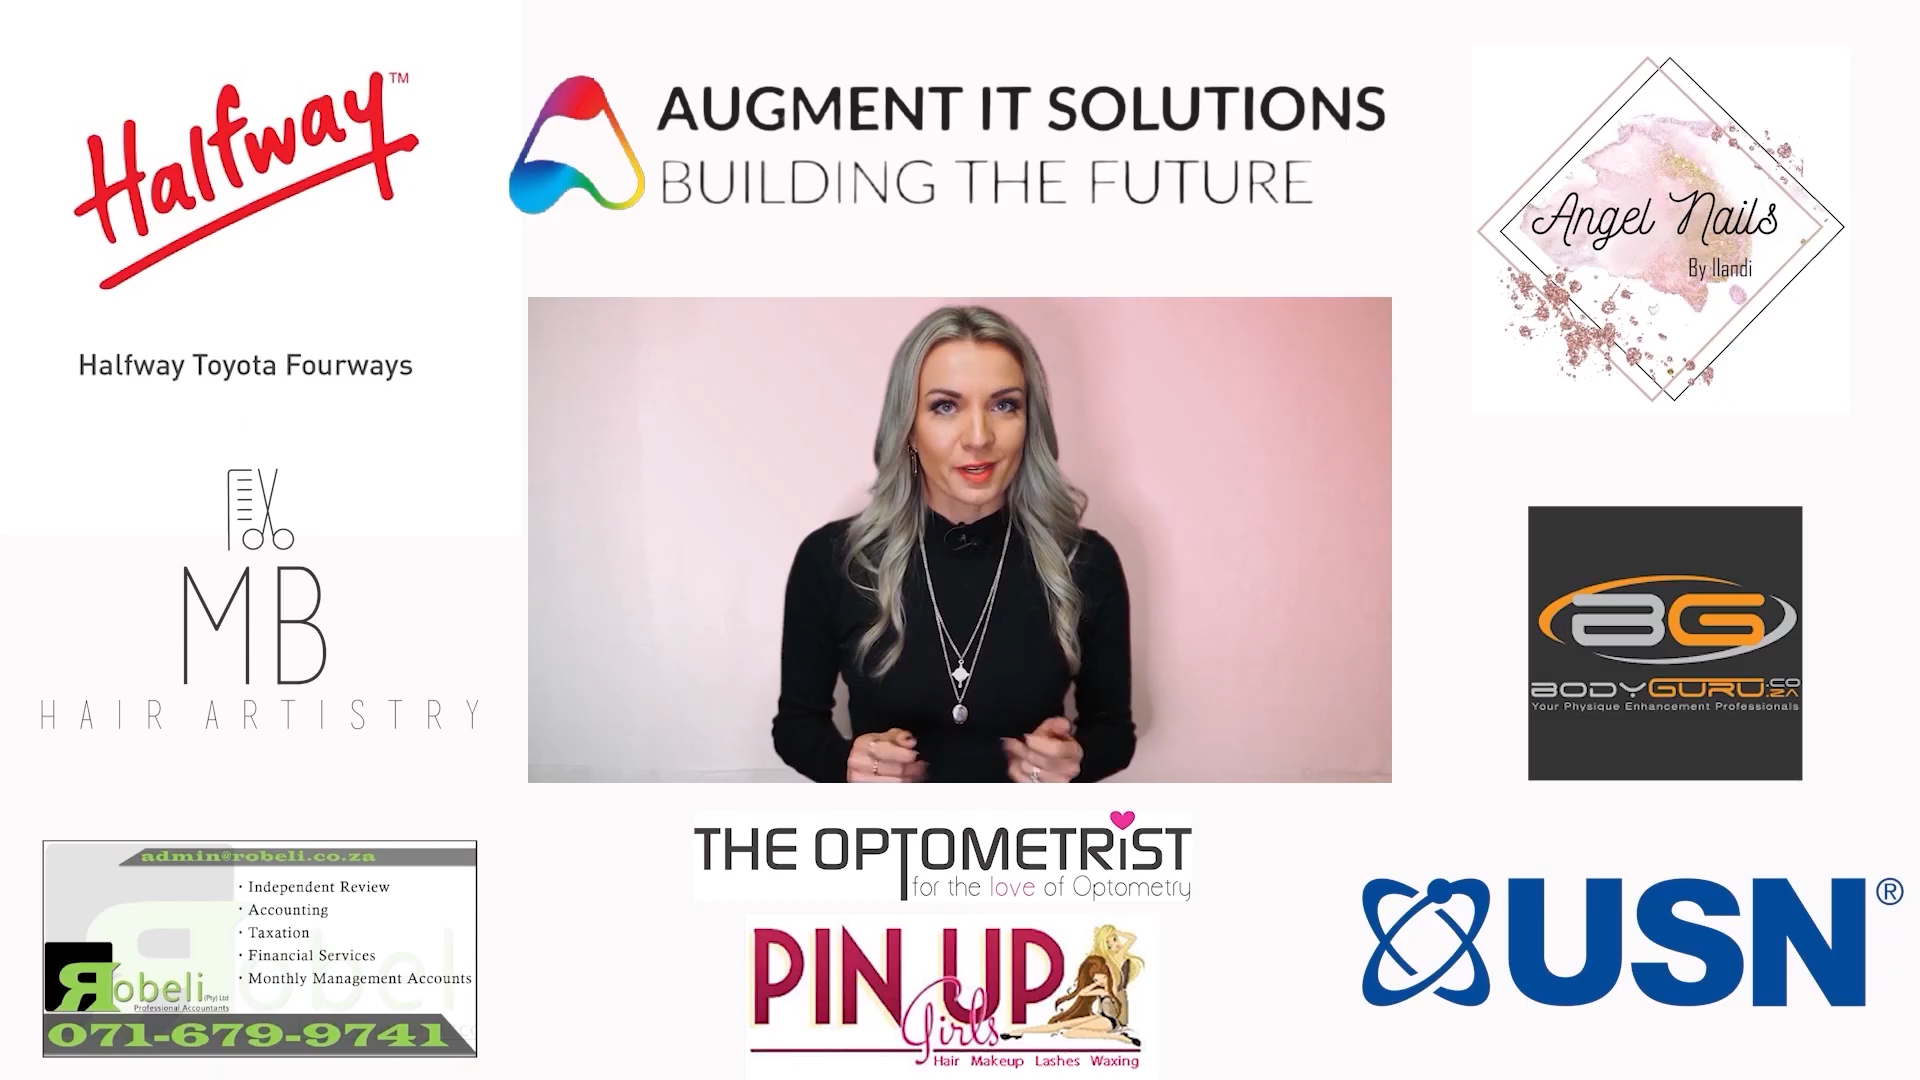 Halfway™
Halfway Toyota Fourways
AUGMENT IT SOLUTIONS
BUILDING THE FUTURE
Angel Nails
By Ilandi
MB
HAIR ARTISTRY
BG
BODYGURU.CO.ZA
Your Physique Enhancement Professionals
admin@robeli.co.za
· Independent Review
· Accounting
· Taxation
· Financial Services
· Monthly Management Accounts
Robeli (Pty) Ltd
Professional Accountants
071-679-9741
THE OPTOMETRiST
for the love of Optometry
PIN UP
Girls
Hair Makeup Lashes Waxing
USN®